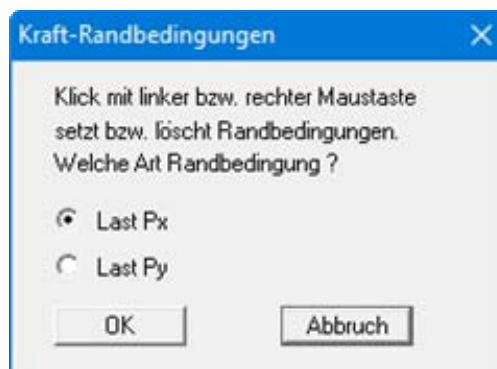 Kraft-Randbedingungen
Klick mit linker bzw. rechter Maustaste
setzt bzw. löscht Randbedingungen.
Welche Art Randbedingung ?
Last Px
Last Py
OK Abbruch